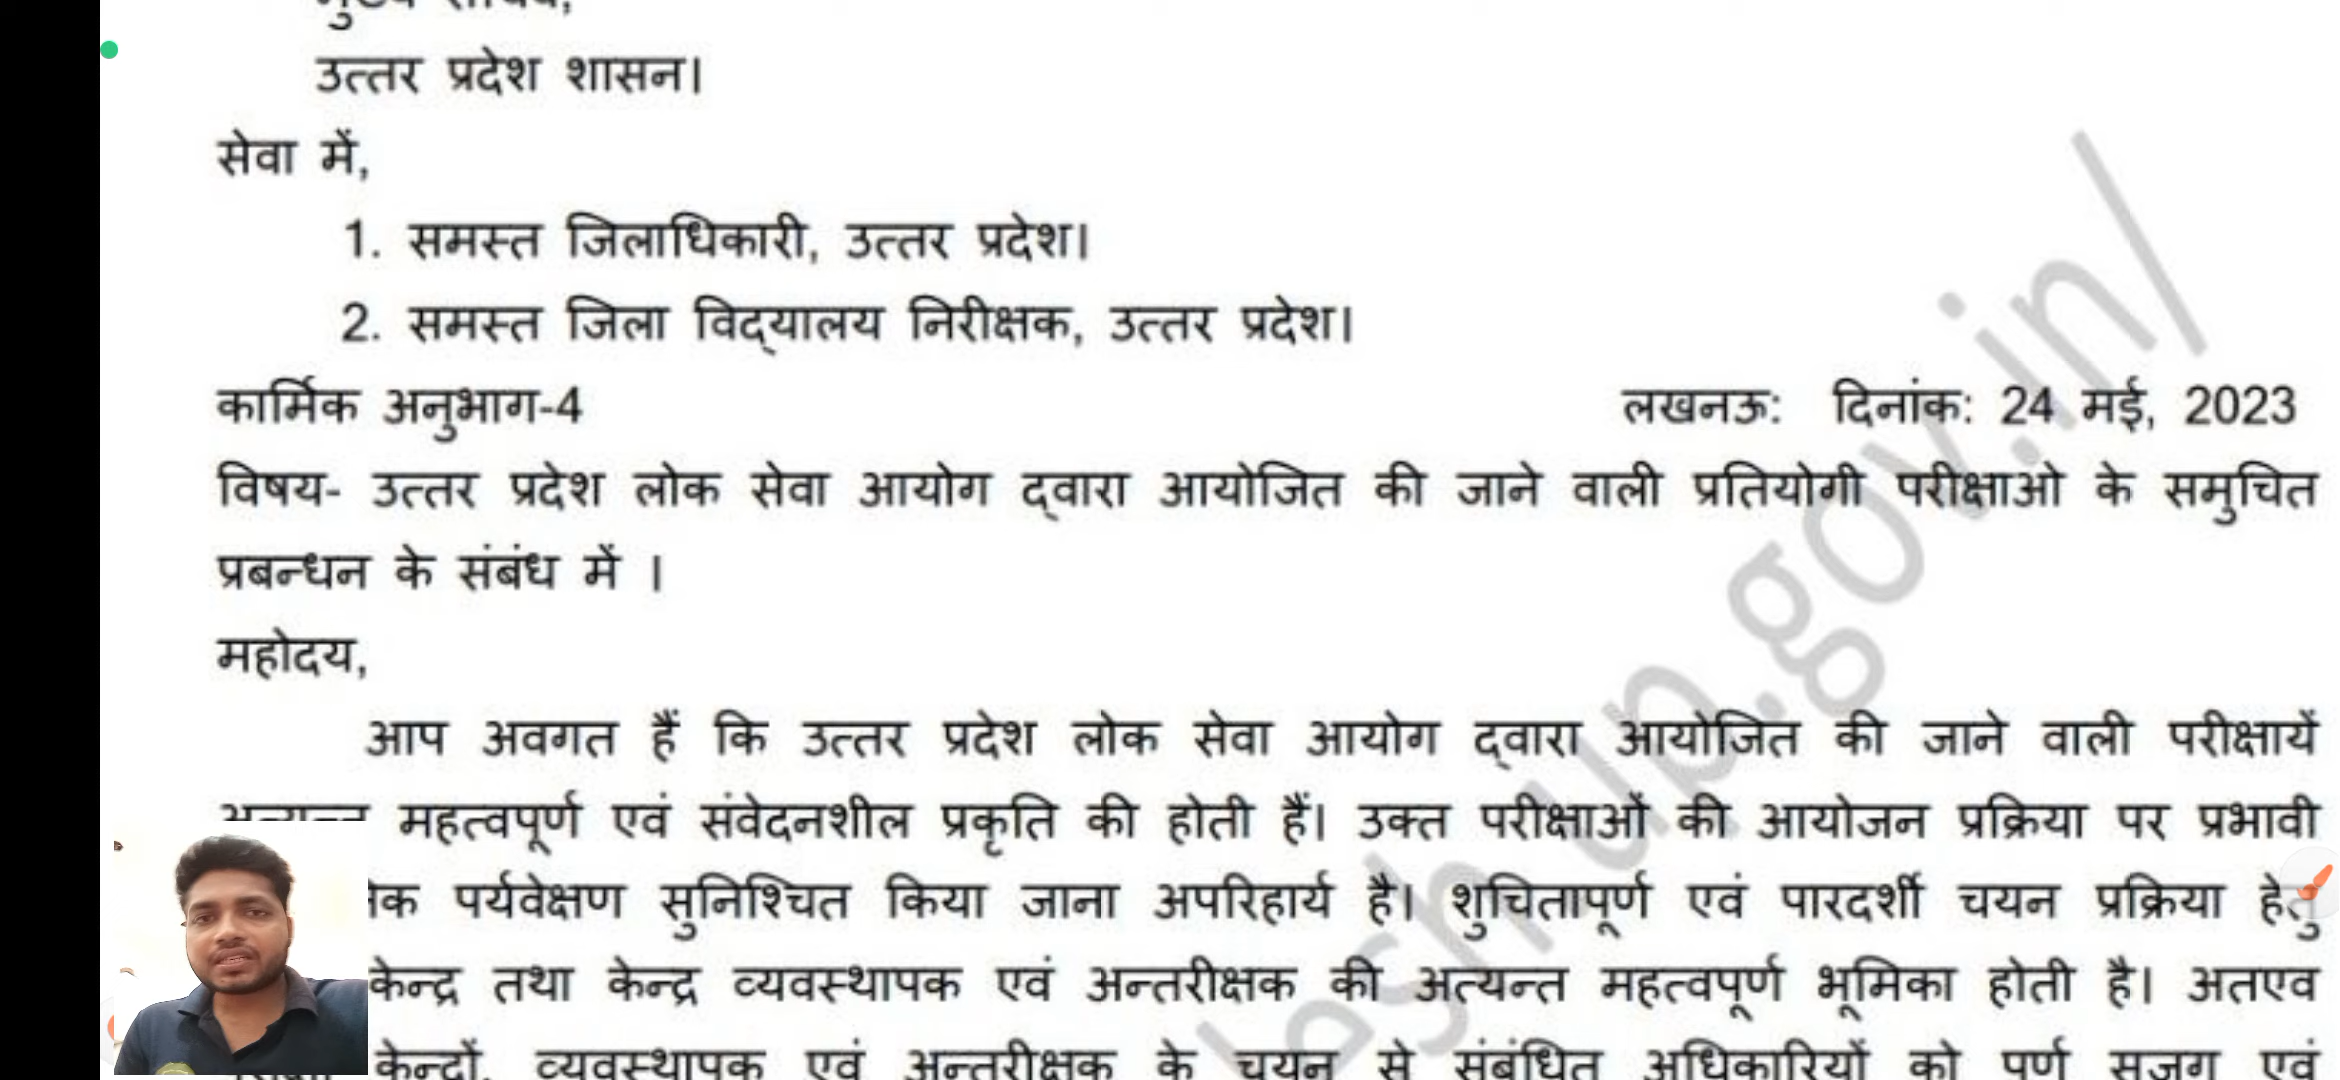 उत्तर प्रदेश शासन।
सेवा में,
1. समस्त जिलाधिकारी, उत्तर प्रदेश।
2. समस्त जिला विद्यालय निरीक्षक, उत्तर प्रदेश।
कार्मिक अनुभाग-4 लखनऊ: दिनांक: 24 मई, 2023
विषय- उत्तर प्रदेश लोक सेवा आयोग द्वारा आयोजित की जाने वाली प्रतियोगी परीक्षाओ के समुचित
प्रबन्धन के संबंध में ।
महोदय,
आप अवगत हैं कि उत्तर प्रदेश लोक सेवा आयोग द्वारा आयोजित की जाने वाली परीक्षायें
महत्वपूर्ण एवं संवेदनशील प्रकृति की होती हैं। उक्त परीक्षाओं की आयोजन प्रक्रिया पर प्रभावी
पर्यवेक्षण सुनिश्चित किया जाना अपरिहार्य है। शुचितापूर्ण एवं पारदर्शी चयन प्रक्रिया हेतु
केन्द्र तथा केन्द्र व्यवस्थापक एवं अन्तरीक्षक की अत्यन्त महत्वपूर्ण भूमिका होती है। अतएव
केन्द्रों, व्यवस्थापक एवं अन्तरीक्षक के चयन से संबंधित अधिकारियों को पूर्ण सजग एवं
up.gov.in/